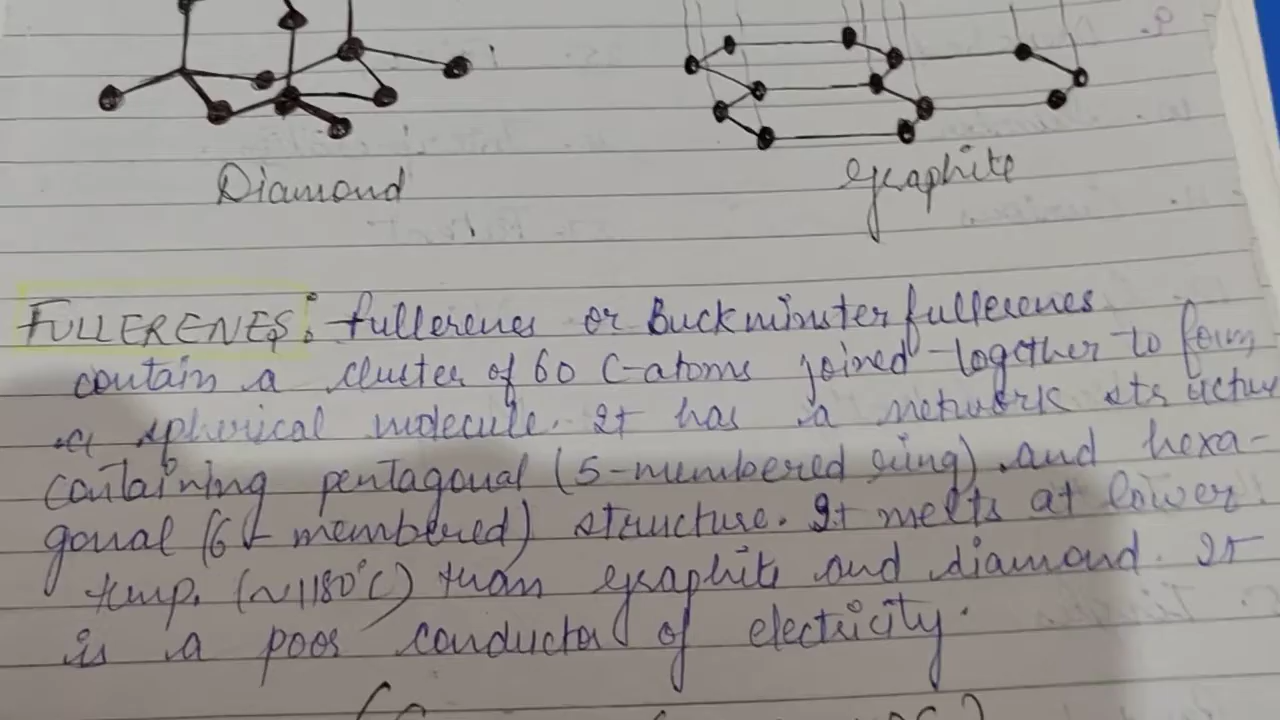 Diamond
graphite
FULLERENES: fullerenes or Buckminster fullerenes
contain a cluster of 60 C-atoms joined together to form
a spherical molecule. It has a network
containing pentagonal (5-membered ring) and hexa-
gonal (6-membered) structure. It melts at lower
temp. (~1180°C) than graphite and diamond. It
is a poor conductor of electricity.